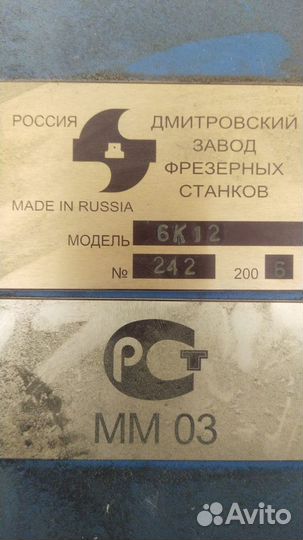 РОССИЯ
ДМИТРОВСКИЙ
ЗАВОД
ФРЕЗЕРНЫХ
СТАНКОВ
MADE IN RUSSIA
МОДЕЛЬ 6К12
№ 242 2006
РСТ
ММ 03
Avito